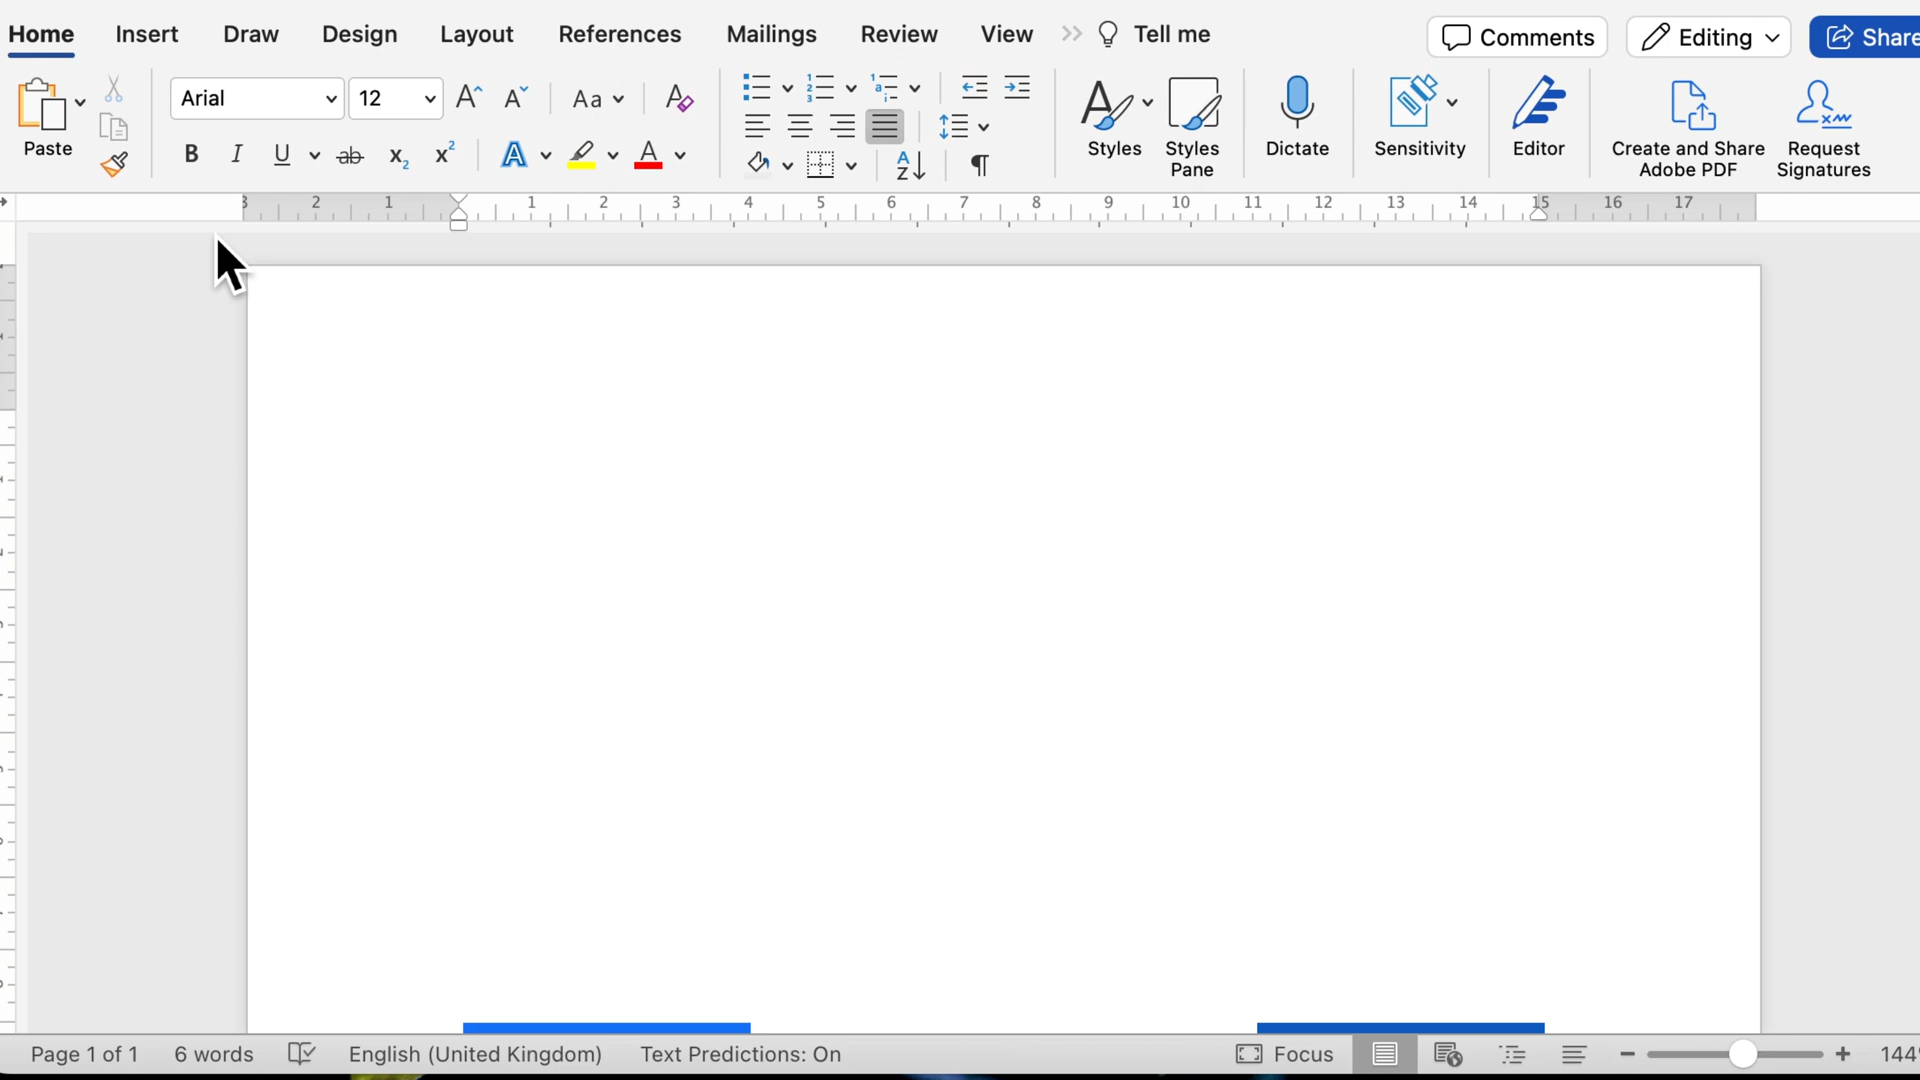 Home Insert Draw Design Layout References Mailings Review View Tell me Comments Editing Share
Paste
Arial 12 Aa
B I U ab x₂ x² A A
Styles Styles Pane Dictate Sensitivity Editor Create and Share Adobe PDF Request Signatures
3 2 1 1 2 3 4 5 6 7 8 9 10 11 12 13 14 15 16 17
Page 1 of 1 6 words English (United Kingdom) Text Predictions: On Focus 144%